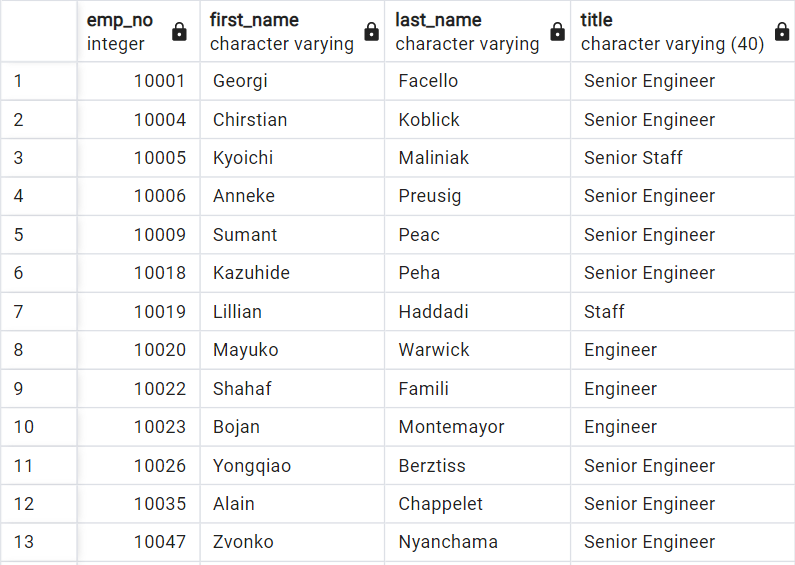 emp_no first_name last_name title
integer character varying character varying character varying (40)
1 10001 Georgi Facello Senior Engineer
2 10004 Chirstian Koblick Senior Engineer
3 10005 Kyoichi Maliniak Senior Staff
4 10006 Anneke Preusig Senior Engineer
5 10009 Sumant Peac Senior Engineer
6 10018 Kazuhide Peha Senior Engineer
7 10019 Lillian Haddadi Staff
8 10020 Mayuko Warwick Engineer
9 10022 Shahaf Famili Engineer
10 10023 Bojan Montemayor Engineer
11 10026 Yongqiao Berztiss Senior Engineer
12 10035 Alain Chappelet Senior Engineer
13 10047 Zvonko Nyanchama Senior Engineer